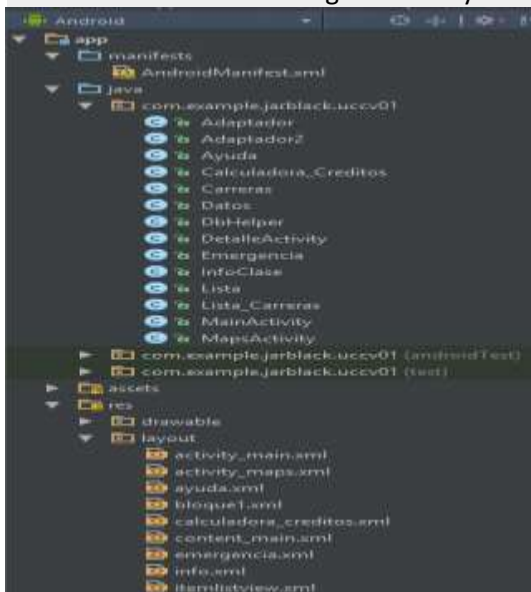 Android
app
manifests
AndroidManifest.xml
java
com.example.jarblack.uccv01
Adaptador
Adaptador2
Ayuda
Calculadora_Creditos
Carreras
Datos
DbHelper
DetalleActivity
Emergencia
InfoClase
Lista
Lista_Carreras
MainActivity
MapsActivity
com.example.jarblack.uccv01 (androidTest)
com.example.jarblack.uccv01 (test)
assets
res
drawable
layout
activity_main.xml
activity_maps.xml
ayuda.xml
bloque1.xml
calculadora_creditos.xml
content_main.xml
emergencia.xml
info.xml
itemlistview.xml